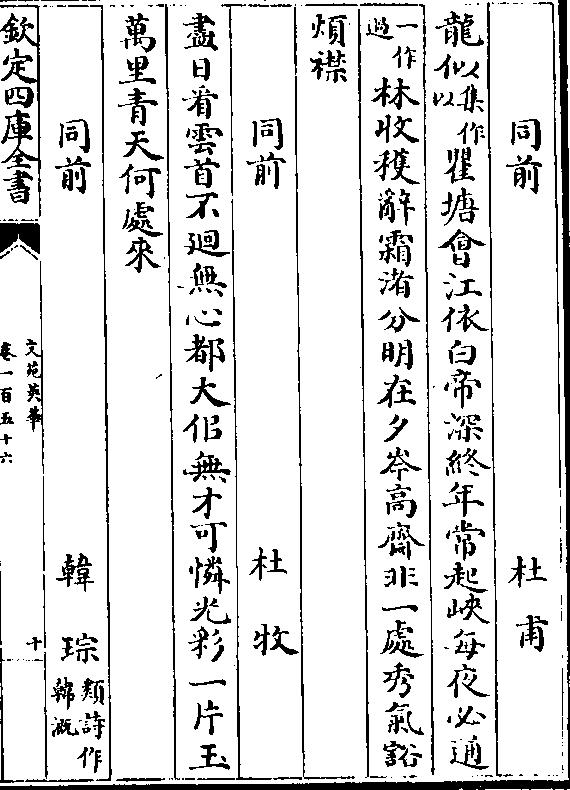 同前 杜甫
龍似以集作以瞿塘會江依白帝深終年常起峽每夜必通
一作過林收穫辭霜渚分明在夕岑高齋非一處秀氣豁
煩襟
同前 杜牧
盡日看雲首不迴無心都大佀無才可憐光彩一片玉
萬里青天何處來
同前 韓琮類詩作韓溉
欽定四庫全書
文苑英華
卷一百五十六
十